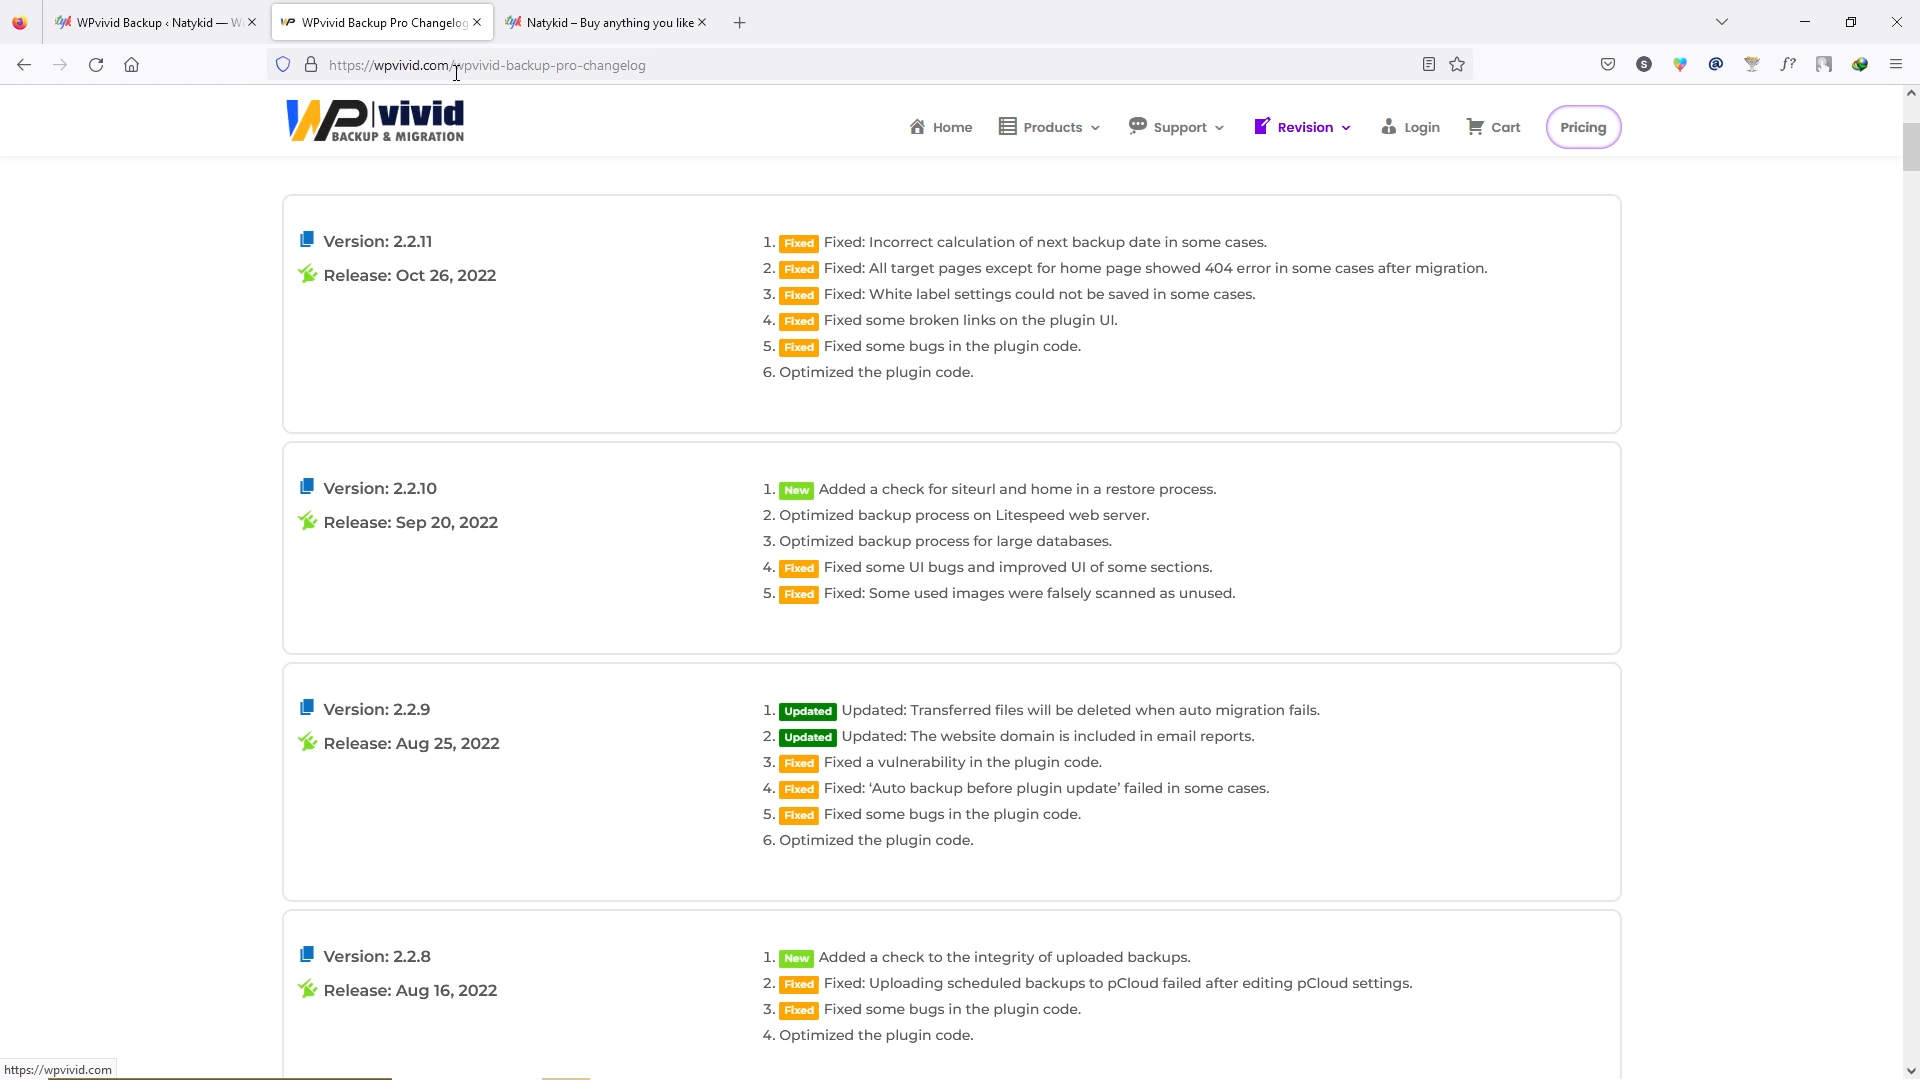 WPvivid Backup ‹ Natykid — W
WPvivid Backup Pro Changelog
Natykid – Buy anything you like
https://wpvivid.com/wpvivid-backup-pro-changelog
WP|vivid
BACKUP & MIGRATION
Home
Products
Support
Revision
Login
Cart
Pricing
Version: 2.2.11
Release: Oct 26, 2022
1. Fixed Fixed: Incorrect calculation of next backup date in some cases.
2. Fixed Fixed: All target pages except for home page showed 404 error in some cases after migration.
3. Fixed Fixed: White label settings could not be saved in some cases.
4. Fixed Fixed some broken links on the plugin UI.
5. Fixed Fixed some bugs in the plugin code.
6. Optimized the plugin code.
Version: 2.2.10
Release: Sep 20, 2022
1. New Added a check for siteurl and home in a restore process.
2. Optimized backup process on Litespeed web server.
3. Optimized backup process for large databases.
4. Fixed Fixed some UI bugs and improved UI of some sections.
5. Fixed Fixed: Some used images were falsely scanned as unused.
Version: 2.2.9
Release: Aug 25, 2022
1. Updated Updated: Transferred files will be deleted when auto migration fails.
2. Updated Updated: The website domain is included in email reports.
3. Fixed Fixed a vulnerability in the plugin code.
4. Fixed Fixed: ‘Auto backup before plugin update’ failed in some cases.
5. Fixed Fixed some bugs in the plugin code.
6. Optimized the plugin code.
Version: 2.2.8
Release: Aug 16, 2022
1. New Added a check to the integrity of uploaded backups.
2. Fixed Fixed: Uploading scheduled backups to pCloud failed after editing pCloud settings.
3. Fixed Fixed some bugs in the plugin code.
4. Optimized the plugin code.
https://wpvivid.com